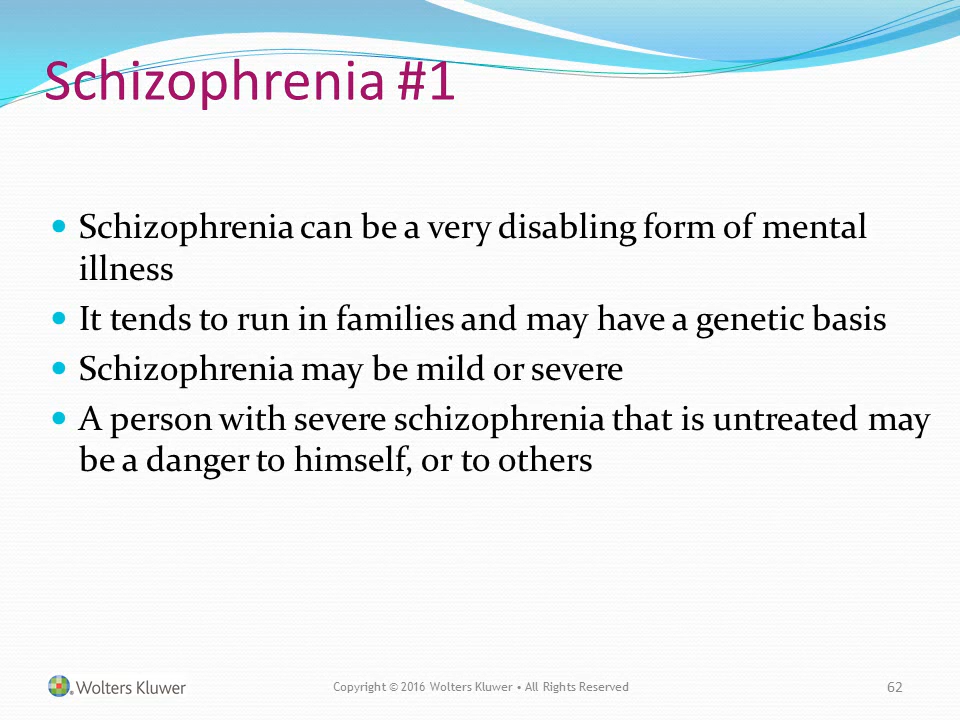 Schizophrenia #1
Schizophrenia can be a very disabling form of mental
illness
It tends to run in families and may have a genetic basis
Schizophrenia may be mild or severe
A person with severe schizophrenia that is untreated may
be a danger to himself, or to others
Wolters Kluwer
Copyright © 2016 Wolters Kluwer • All Rights Reserved
62